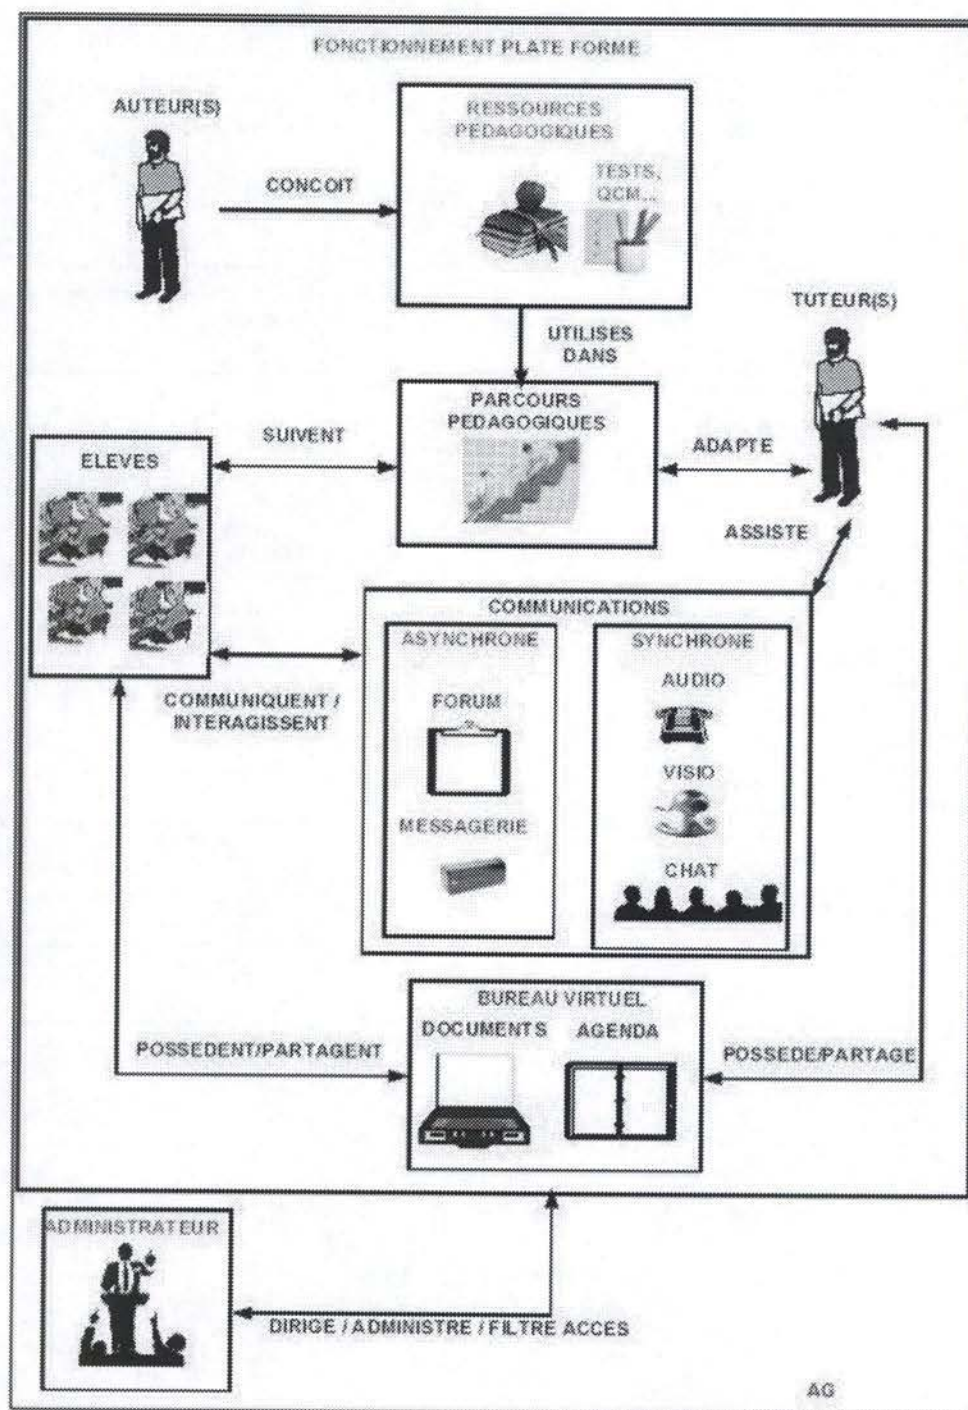 FONCTIONNEMENT PLATE FORME
AUTEUR(S)
CONCOIT
RESSOURCES
PEDAGOGIQUES
TESTS,
QCM...
UTILISES
DANS
TUTEUR(S)
PARCOURS
PEDAGOGIQUES
SUIVENT
ADAPTE
ELEVES
ASSISTE
COMMUNICATIONS
ASYNCHRONE
SYNCHRONE
COMMUNIQUENT /
INTERAGISSENT
FORUM
AUDIO
VISIO
MESSAGERIE
CHAT
BUREAU VIRTUEL
DOCUMENTS
AGENDA
POSSEDENT/PARTAGENT
POSSEDE/PARTAGE
ADMINISTRATEUR
DIRIGE / ADMINISTRE / FILTRE ACCES
AG